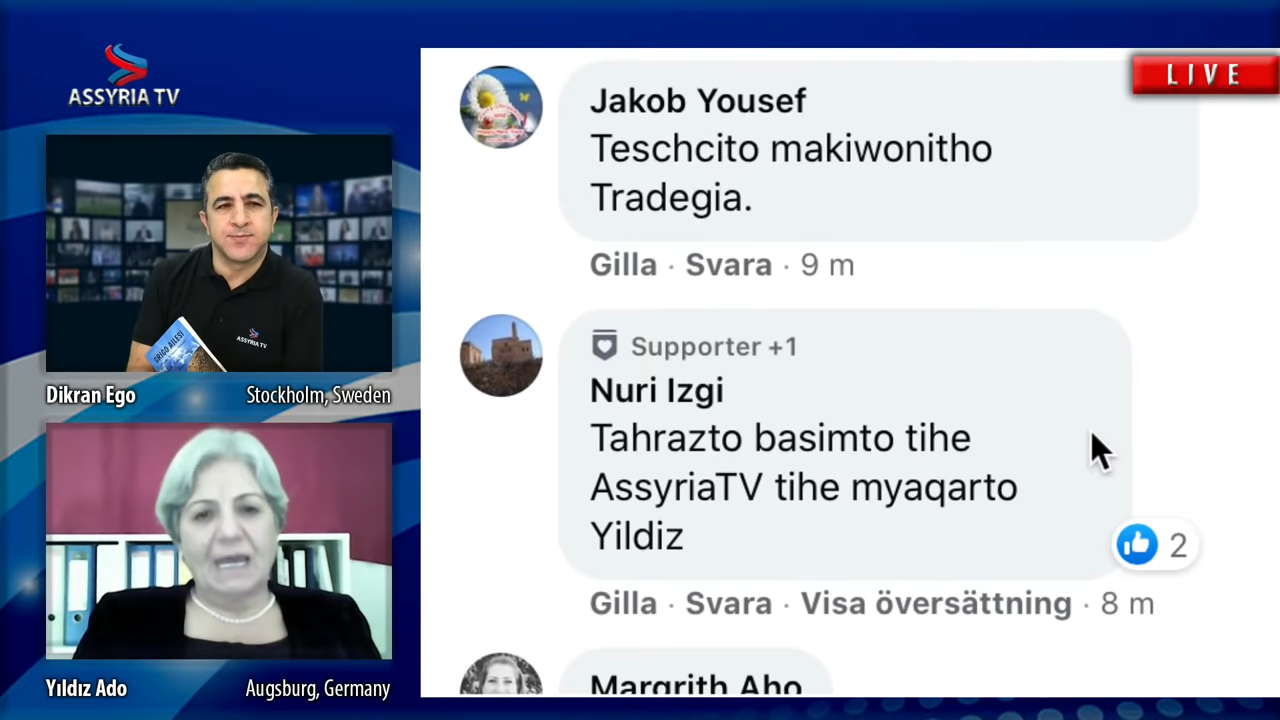 ASSYRIA TV
LIVE
ASSYRIA TV
Dikran Ego
Stockholm, Sweden
Yıldız Ado
Augsburg, Germany
Jakob Yousef
Teschcito makiwonitho
Tradegia.
Gilla · Svara · 9 m
Supporter +1
Nuri Izgi
Tahrazto basimto tihe
AssyriaTV tihe myaqarto
Yildiz
2
Gilla · Svara · Visa översättning · 8 m
Margrith Aho